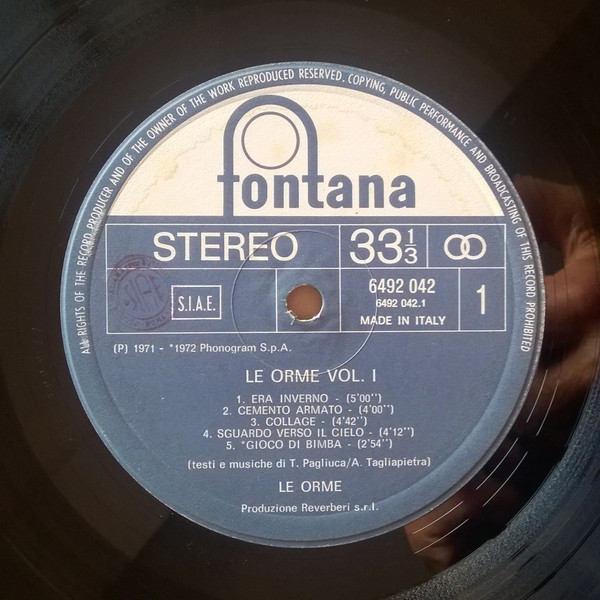 ALL RIGHTS OF THE RECORD PRODUCER AND OF THE OWNER OF THE WORK REPRODUCED RESERVED. COPYING, PUBLIC PERFORMANCE AND BROADCASTING OF THIS RECORD PROHIBITED
fontana
STEREO 33 1/3
S.I.A.E.
6492 042
6492 042.1
MADE IN ITALY
1
(P) 1971 - *1972 Phonogram S.p.A.
LE ORME VOL. I
1. ERA INVERNO - (5'00'')
2. CEMENTO ARMATO - (4'00'')
3. COLLAGE - (4'42'')
4. SGUARDO VERSO IL CIELO - (4'12'')
5. *GIOCO DI BIMBA - (2'54'')
(testi e musiche di T. Pagliuca/A. Tagliapietra)
LE ORME
Produzione Reverberi s.r.l.